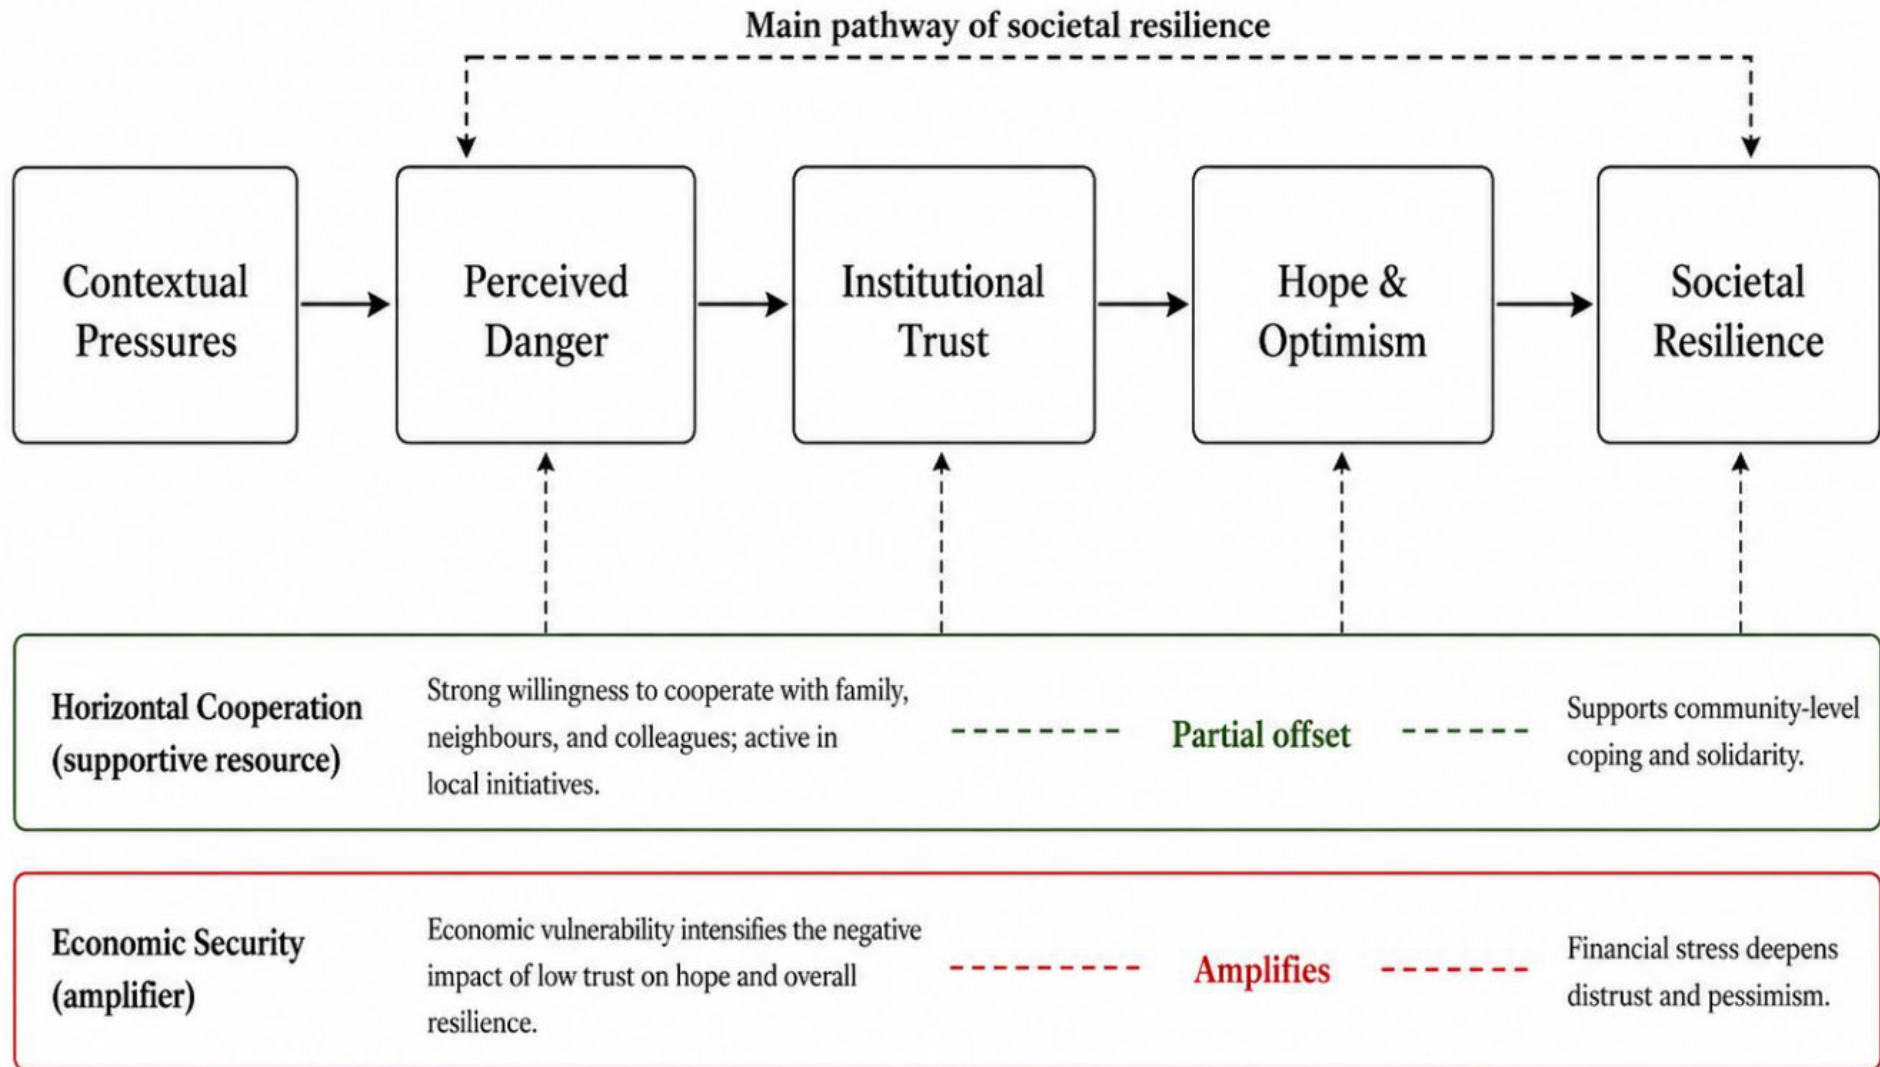 Main pathway of societal resilience
Contextual
Pressures
Perceived
Danger
Institutional
Trust
Hope &
Optimism
Societal
Resilience
Horizontal Cooperation
(supportive resource)
Strong willingness to cooperate with family,
neighbours, and colleagues; active in
local initiatives.
Partial offset
Supports community-level
coping and solidarity.
Economic Security
(amplifier)
Economic vulnerability intensifies the negative
impact of low trust on hope and overall
resilience.
Amplifies
Financial stress deepens
distrust and pessimism.